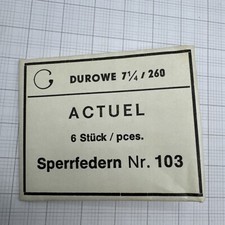 G DUROWE 7¼ / 260
ACTUEL
6 Stück / pces.
Sperrfedern Nr. 103